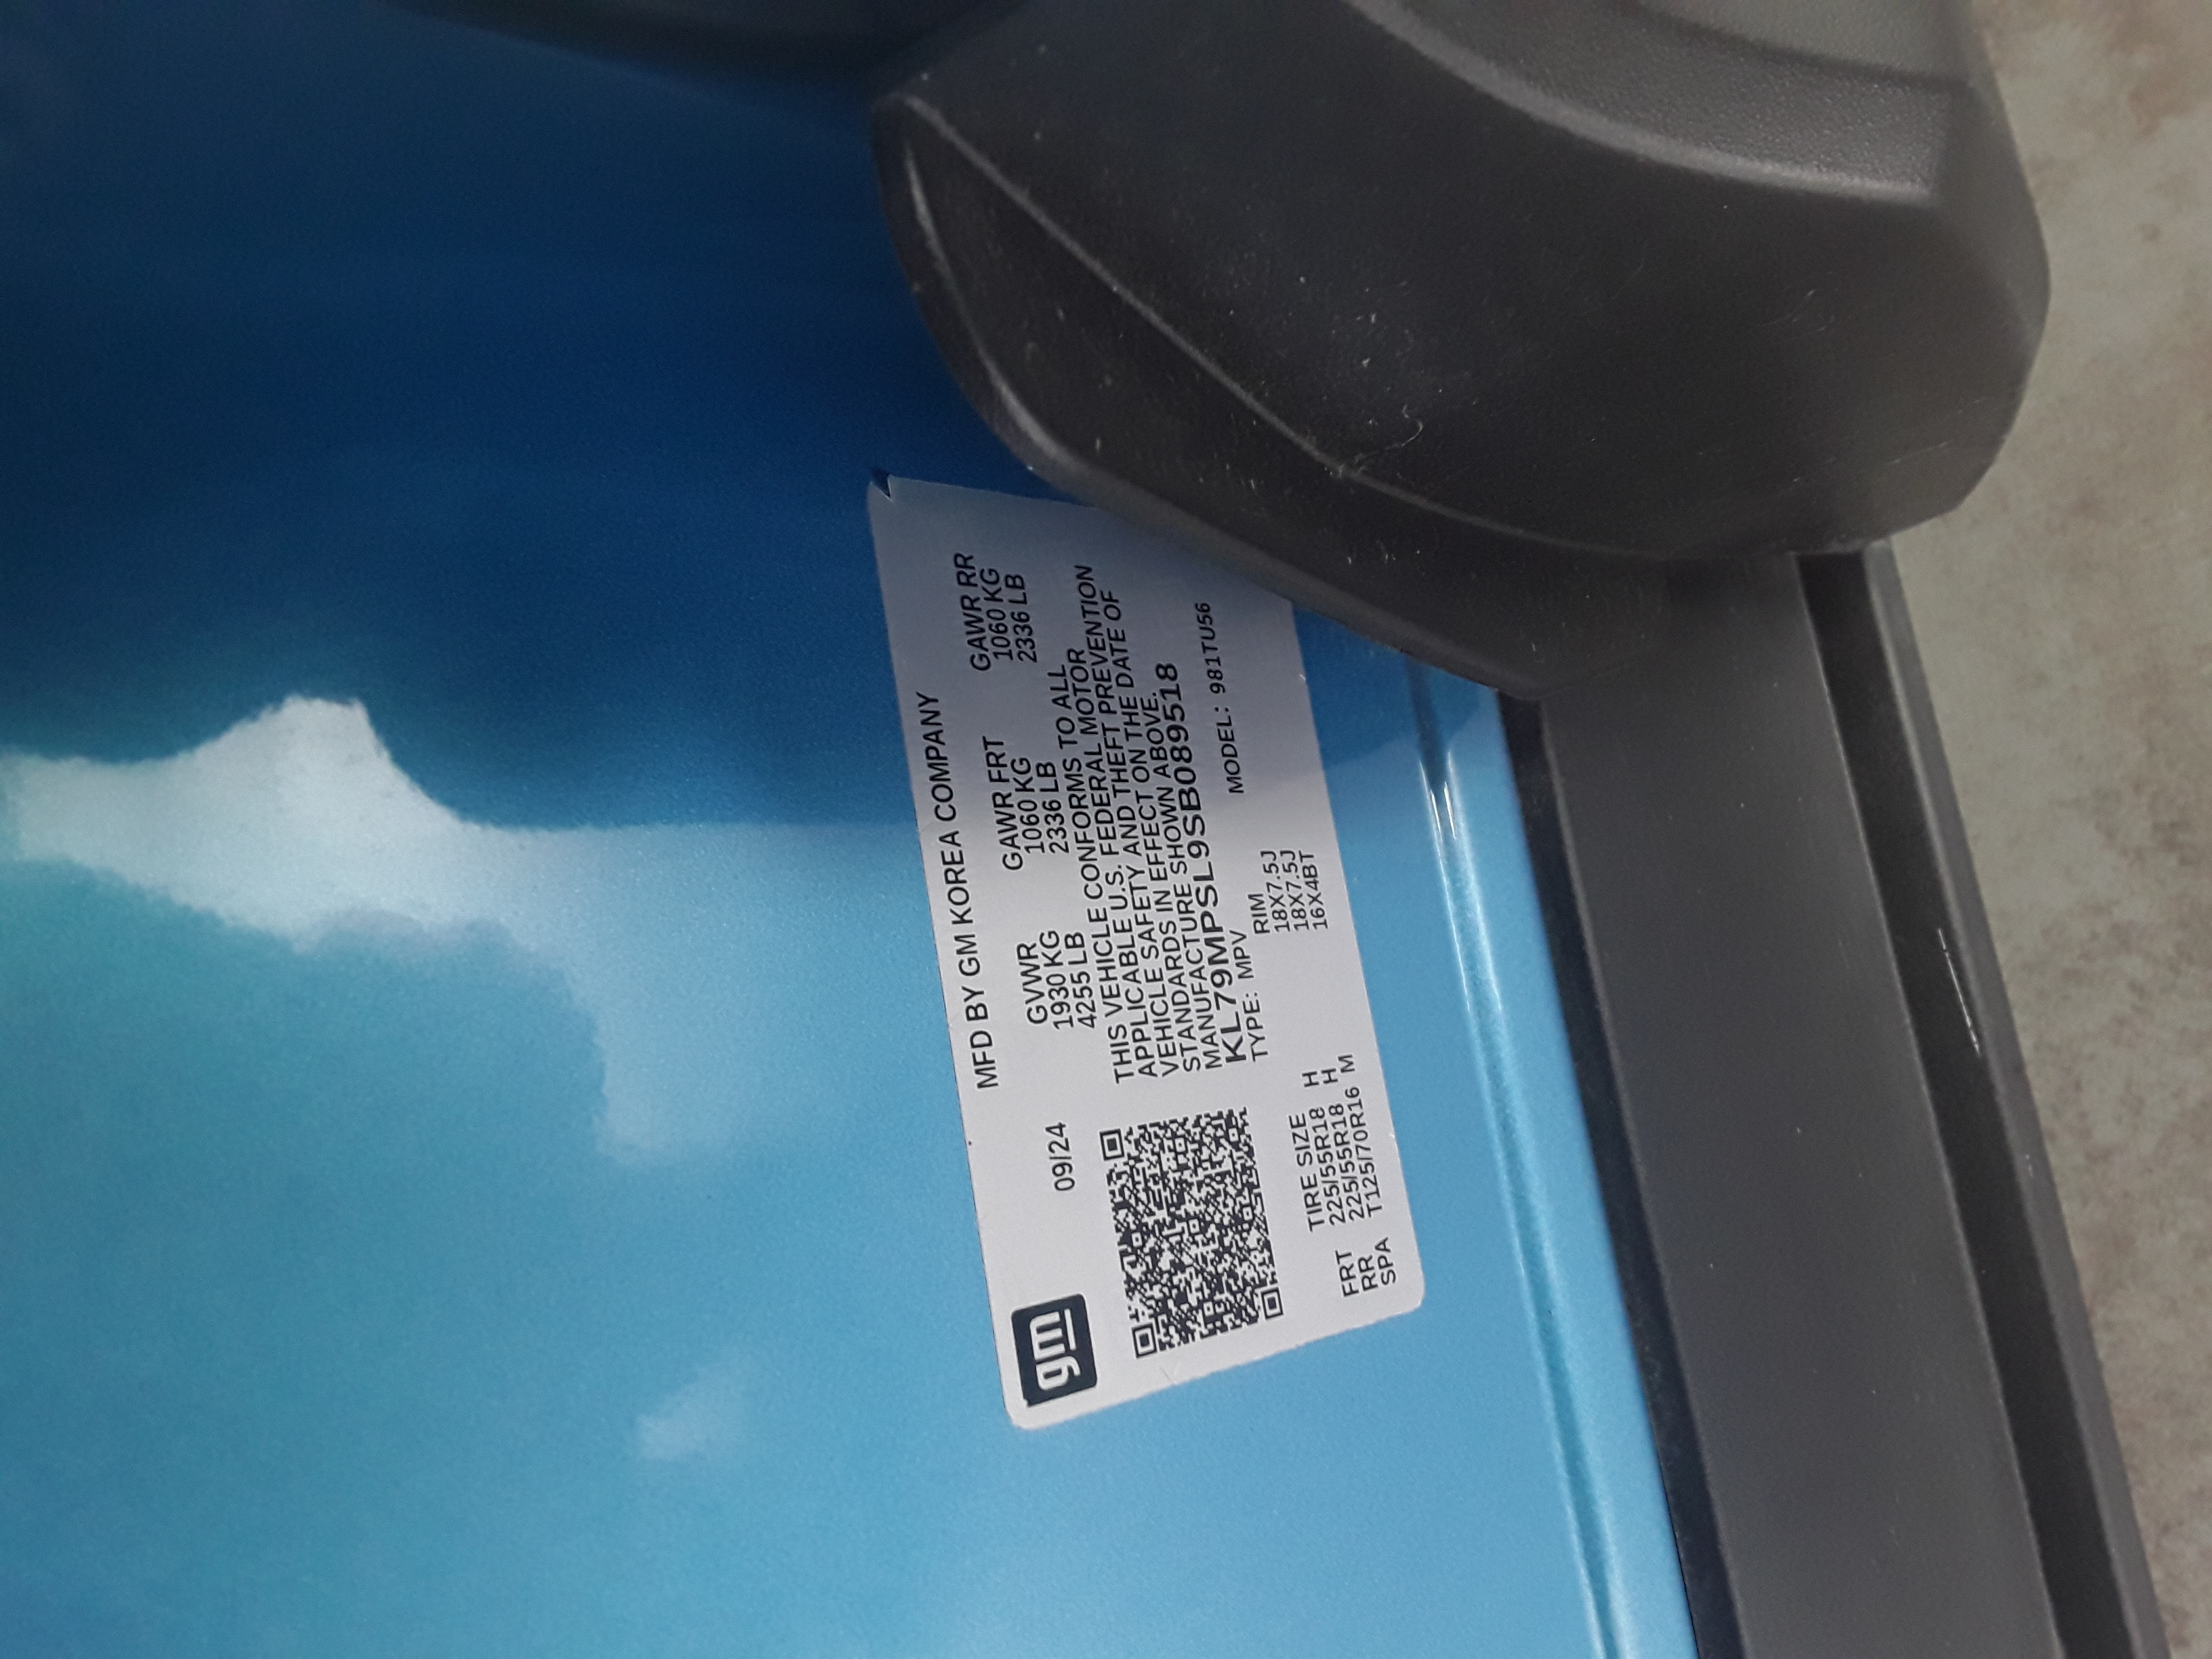 gm
09/24
MFD BY GM KOREA COMPANY
GVWR GAWR FRT GAWR RR
1930 KG 1060 KG 1060 KG
4255 LB 2336 LB 2336 LB
THIS VEHICLE CONFORMS TO ALL
APPLICABLE U.S. FEDERAL MOTOR
VEHICLE SAFETY AND THEFT PREVENTION
STANDARDS IN EFFECT ON THE DATE OF
MANUFACTURE SHOWN ABOVE.
KL79MPSL9SB089518
TYPE: MPV MODEL: 981TU56
TIRE SIZE RIM
FRT 225/55R18 H 18X7.5J
RR 225/55R18 H 18X7.5J
SPA T125/70R16 M 16X4BT